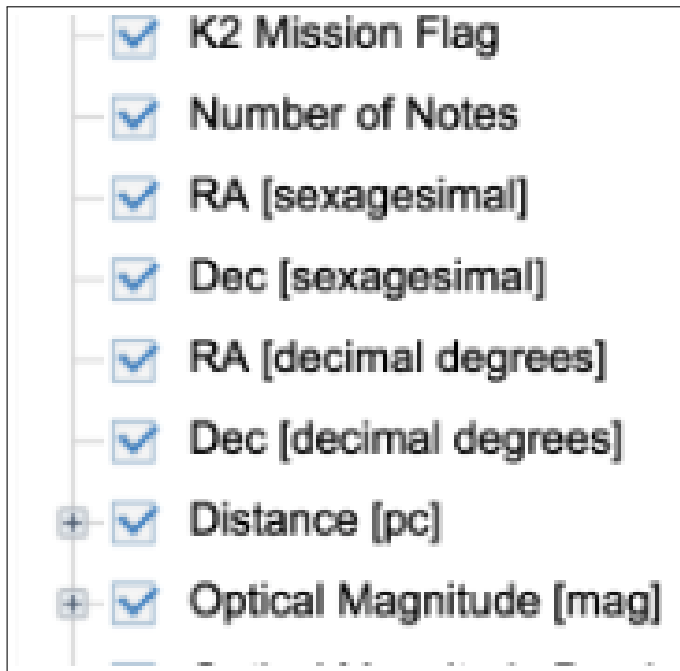 K2 Mission Flag
Number of Notes
RA [sexagesimal]
Dec [sexagesimal]
RA [decimal degrees]
Dec [decimal degrees]
Distance [pc]
Optical Magnitude [mag]